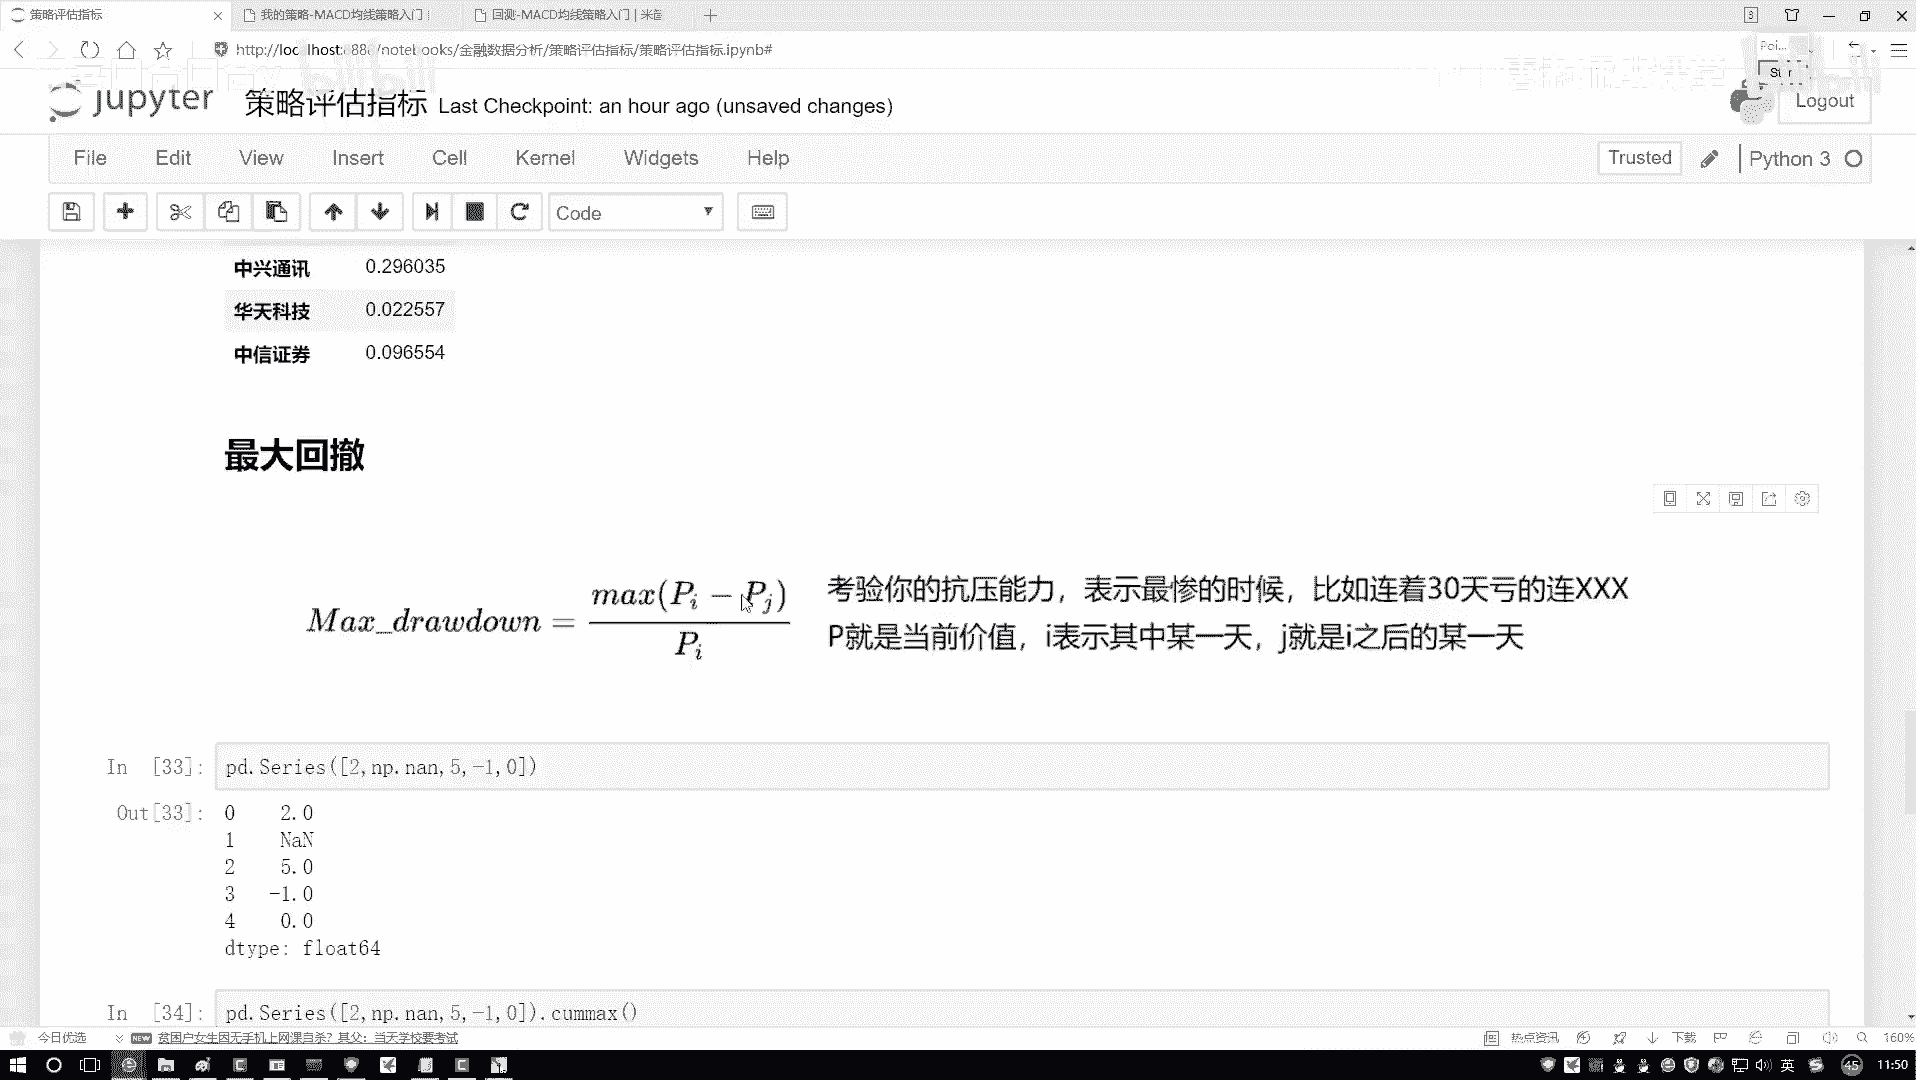 策略评估指标
我的策略-MACD均线策略入门
回测-MACD均线策略入门 | 米筐
http://localhost:8888/notebooks/金融数据分析/策略评估指标/策略评估指标.ipynb#
jupyter 策略评估指标 Last Checkpoint: an hour ago (unsaved changes)
Logout
File Edit View Insert Cell Kernel Widgets Help
Trusted Python 3
Code
中兴通讯 0.296035
华天科技 0.022557
中信证券 0.096554
最大回撤
Max_drawdown = max(P_i − P_j) / P_i
考验你的抗压能力，表示最惨的时候，比如连着30天亏的连XXX
P就是当前价值，i表示其中某一天，j就是i之后的某一天
In [33]: pd.Series([2,np.nan,5,-1,0])
Out[33]: 0 2.0
1 NaN
2 5.0
3 -1.0
4 0.0
dtype: float64
In [34]: pd.Series([2,np.nan,5,-1,0]).cummax()
今日优选 NEW 贫困户女生因无手机上网课自杀？其父：当天学校要考试 热点资讯 下载 160%
英 45 11:50